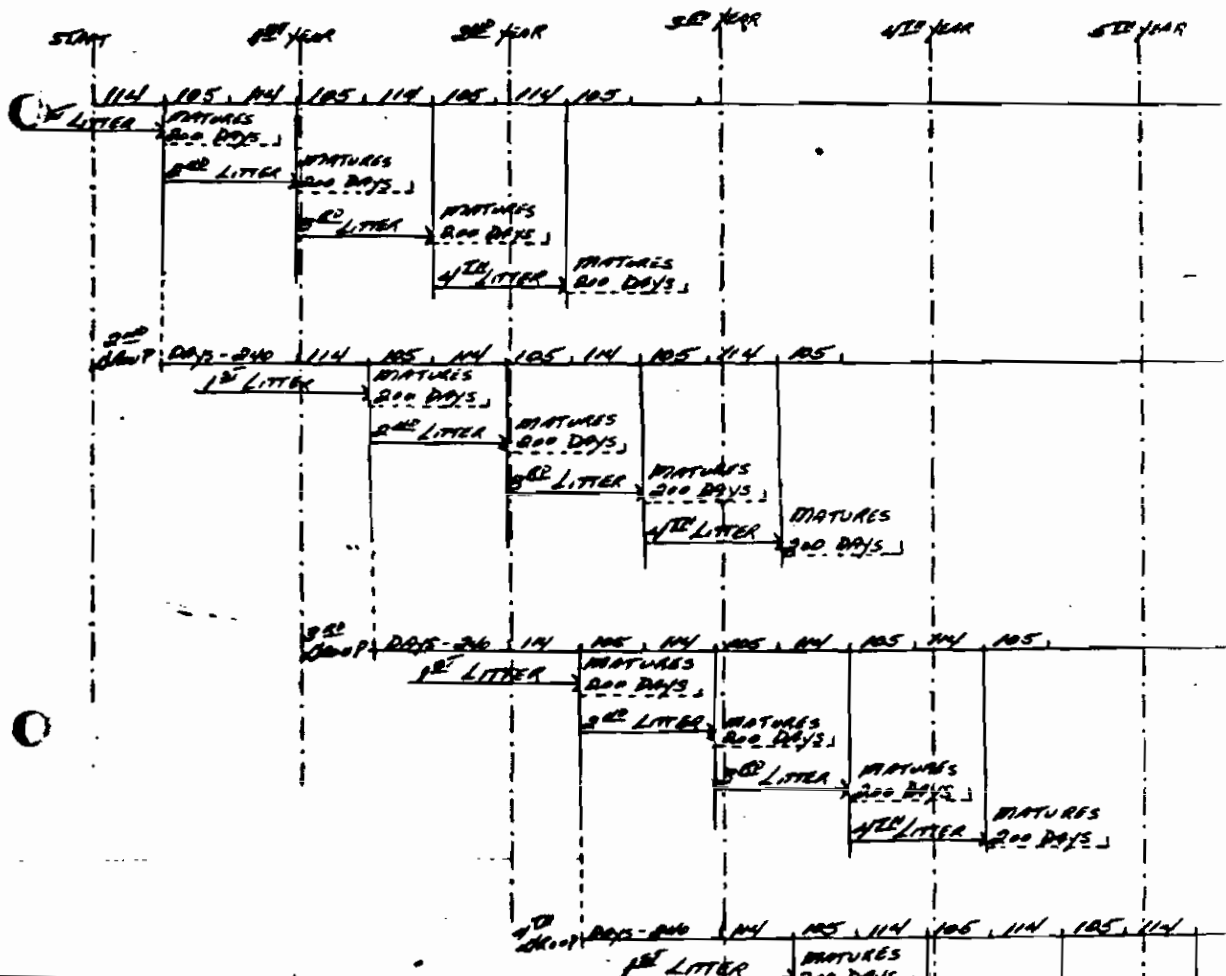 START 1ST YEAR 2ND YEAR 3RD YEAR 4TH YEAR 5TH YEAR
114 105 114 105 114 105 114 105
LITTER MATURES
200 DAYS
2ND LITTER MATURES
200 DAYS
3RD LITTER MATURES
200 DAYS
4TH LITTER MATURES
200 DAYS
2ND
GROUP DAYS-240 114 105 114 105 114 105 114 105
1ST LITTER MATURES
200 DAYS
2ND LITTER MATURES
200 DAYS
3RD LITTER MATURES
200 DAYS
4TH LITTER MATURES
200 DAYS
3RD
GROUP DAYS-240 114 105 114 105 114 105 114 105
1ST LITTER MATURES
200 DAYS
2ND LITTER MATURES
200 DAYS
3RD LITTER MATURES
200 DAYS
4TH LITTER MATURES
200 DAYS
4TH
GROUP DAYS-240 114 105 114 105 114 105 114
1ST LITTER MATURES
200 DAYS